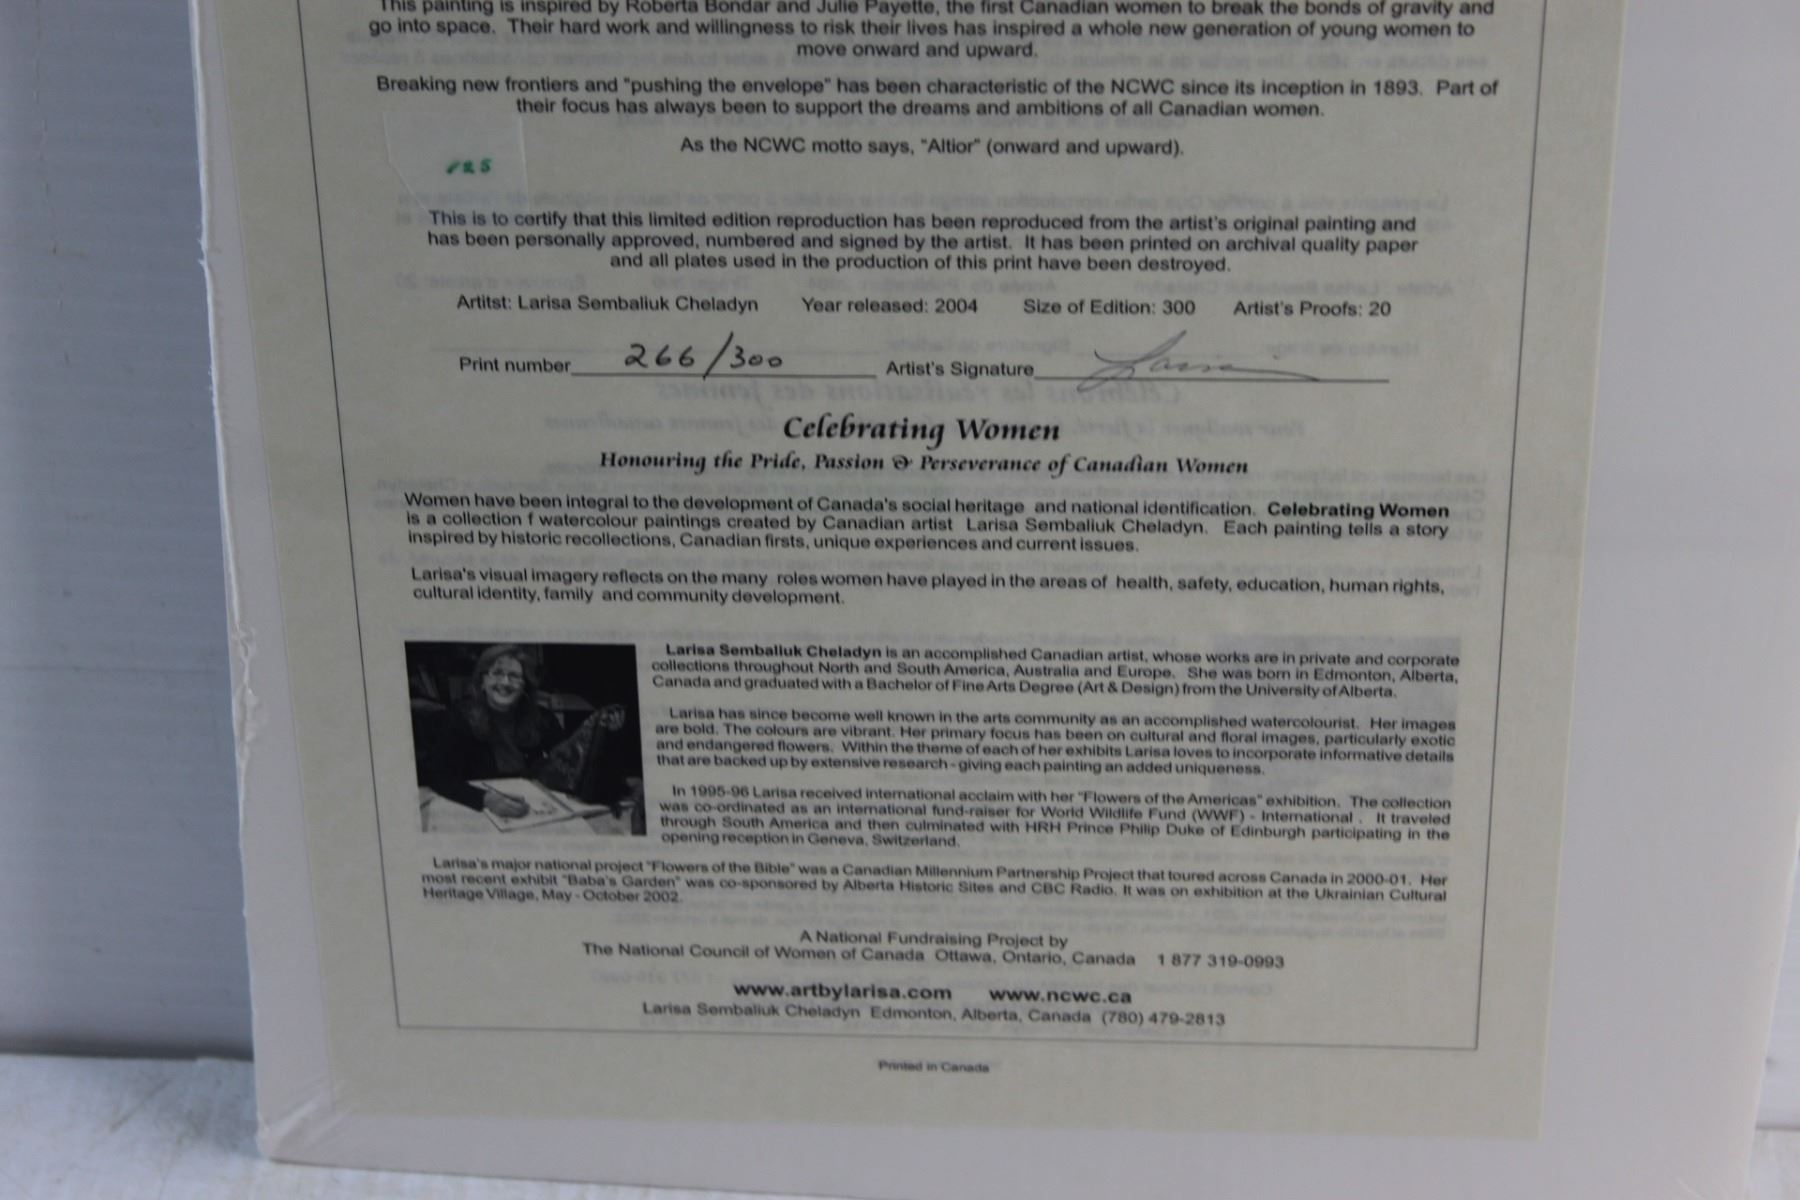 This painting is inspired by Roberta Bondar and Julie Payette, the first Canadian women to break the bonds of gravity and
go into space. Their hard work and willingness to risk their lives has inspired a whole new generation of young women to
move onward and upward.
Breaking new frontiers and "pushing the envelope" has been characteristic of the NCWC since its inception in 1893. Part of
their focus has always been to support the dreams and ambitions of all Canadian women.
As the NCWC motto says, "Altior" (onward and upward).
This is to certify that this limited edition reproduction has been reproduced from the artist's original painting and
has been personally approved, numbered and signed by the artist. It has been printed on archival quality paper
and all plates used in the production of this print have been destroyed.
Artitst: Larisa Sembaliuk Cheladyn Year released: 2004 Size of Edition: 300 Artist's Proofs: 20
Print number 266/300 Artist's Signature Larisa
Celebrating Women
Honouring the Pride, Passion & Perseverance of Canadian Women
Women have been integral to the development of Canada's social heritage and national identification. Celebrating Women
is a collection f watercolour paintings created by Canadian artist Larisa Sembaliuk Cheladyn. Each painting tells a story
inspired by historic recollections, Canadian firsts, unique experiences and current issues.
Larisa's visual imagery reflects on the many roles women have played in the areas of health, safety, education, human rights,
cultural identity, family and community development.
Larisa Sembaliuk Cheladyn is an accomplished Canadian artist, whose works are in private and corporate
collections throughout North and South America, Australia and Europe. She was born in Edmonton, Alberta,
Canada and graduated with a Bachelor of Fine Arts Degree (Art & Design) from the University of Alberta.
Larisa has since become well known in the arts community as an accomplished watercolourist. Her images
are bold. The colours are vibrant. Her primary focus has been on cultural and floral images, particularly exotic
and endangered flowers. Within the theme of each of her exhibits Larisa loves to incorporate informative details
that are backed up by extensive research - giving each painting an added uniqueness.
In 1995-96 Larisa received international acclaim with her "Flowers of the Americas" exhibition. The collection
was co-ordinated as an international fund-raiser for World Wildlife Fund (WWF) - International . It traveled
through South America and then culminated with HRH Prince Philip Duke of Edinburgh participating in the
opening reception in Geneva, Switzerland.
Larisa's major national project "Flowers of the Bible" was a Canadian Millennium Partnership Project that toured across Canada in 2000-01. Her
most recent exhibit "Baba's Garden" was co-sponsored by Alberta Historic Sites and CBC Radio. It was on exhibition at the Ukrainian Cultural
Heritage Village, May - October 2002.
A National Fundraising Project by
The National Council of Women of Canada Ottawa, Ontario, Canada 1 877 319-0993
www.artbylarisa.com www.ncwc.ca
Larisa Sembaliuk Cheladyn Edmonton, Alberta, Canada (780) 479-2813
Printed in Canada